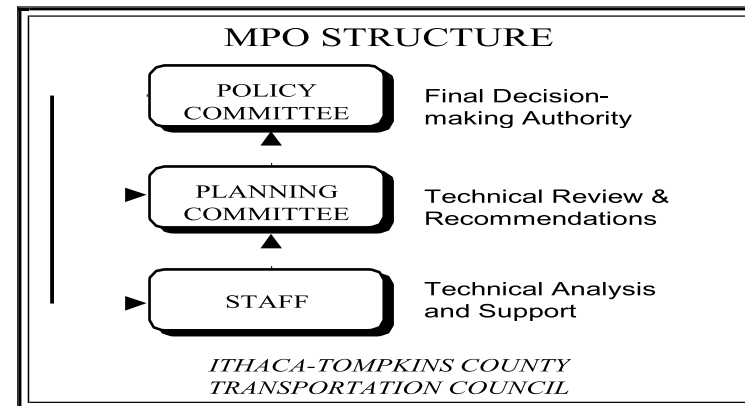 MPO STRUCTURE
POLICY
COMMITTEE
Final Decision-
making Authority
PLANNING
COMMITTEE
Technical Review &
Recommendations
STAFF
Technical Analysis
and Support
ITHACA-TOMPKINS COUNTY
TRANSPORTATION COUNCIL